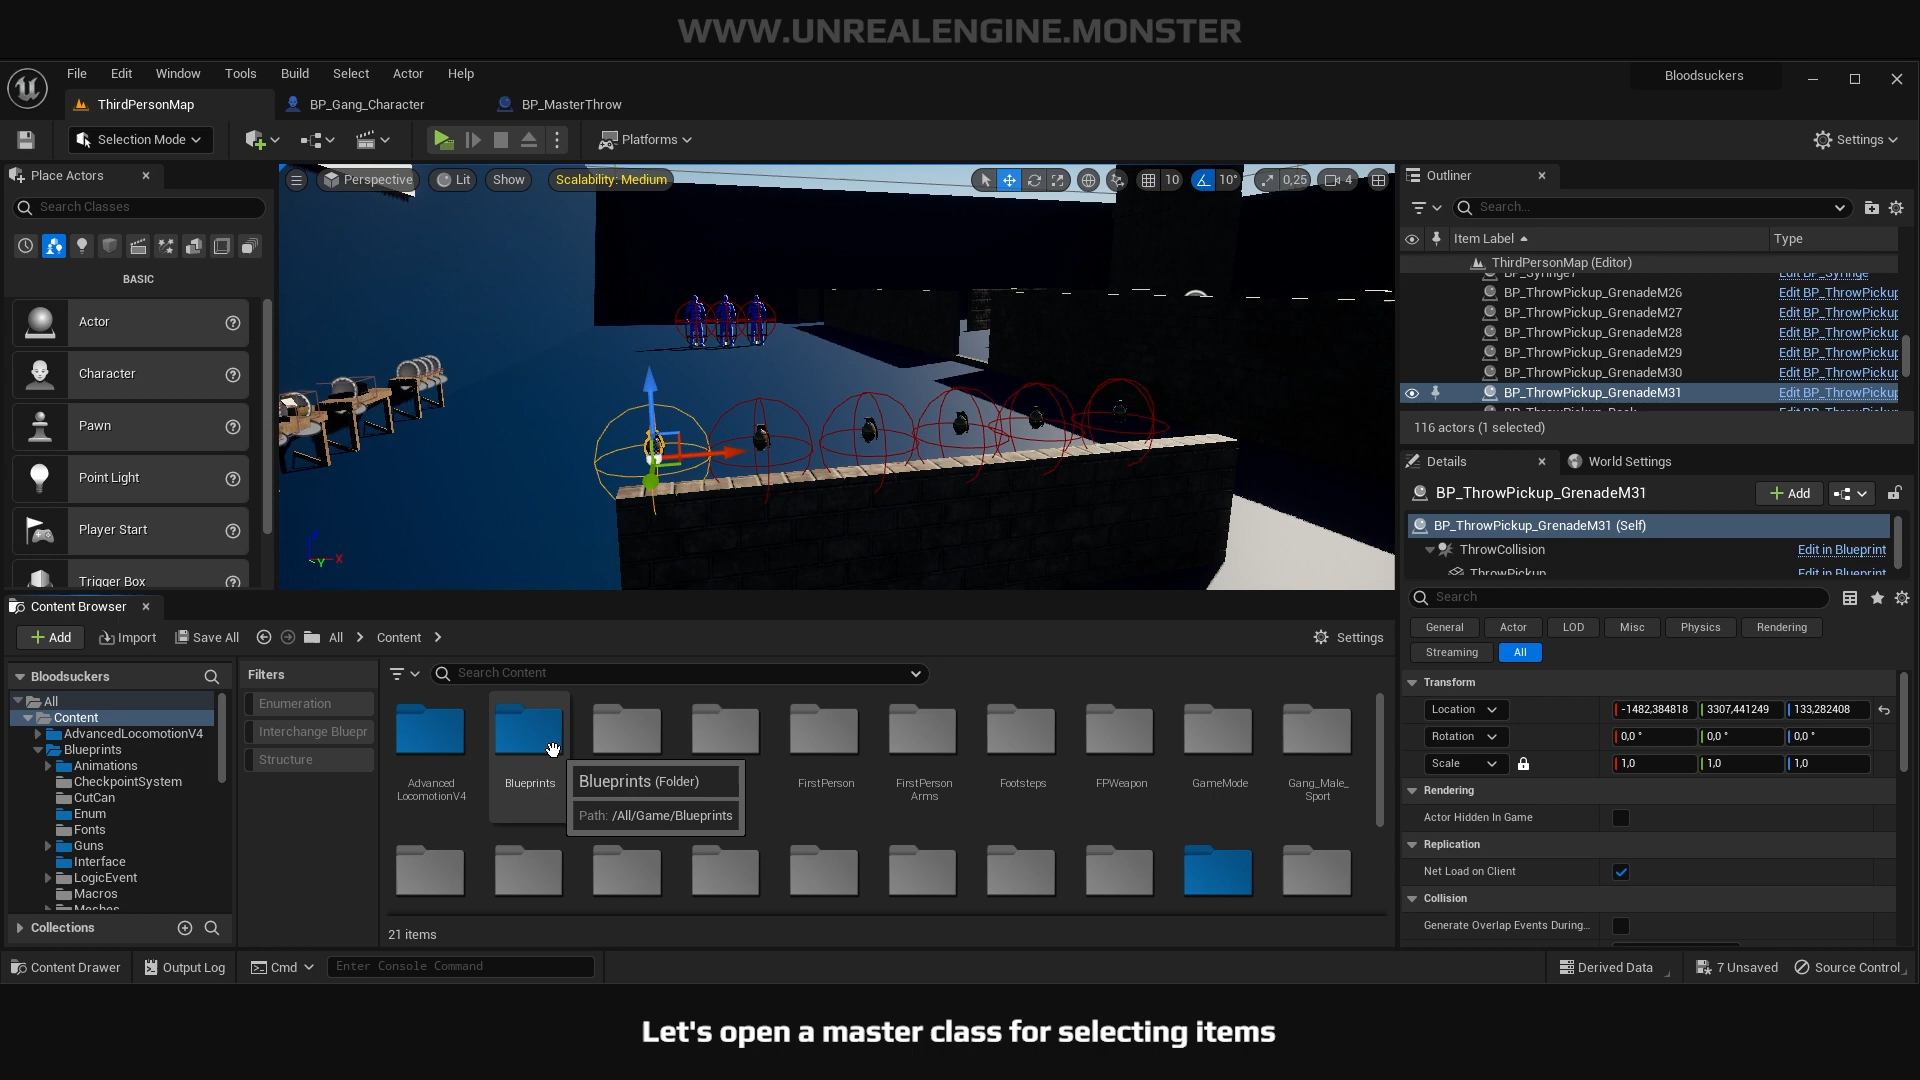 WWW.UNREALENGINE.MONSTER
File Edit Window Tools Build Select Actor Help
Bloodsuckers
ThirdPersonMap BP_Gang_Character BP_MasterThrow
Selection Mode Platforms Settings
Place Actors
Search Classes
BASIC
Actor
Character
Pawn
Point Light
Player Start
Trigger Box
Perspective Lit Show Scalability: Medium 10 10° 0,25 4
X
Y
Outliner
Search...
Item Label Type
ThirdPersonMap (Editor)
BP_Syringe7 Edit BP_Syringe
BP_ThrowPickup_GrenadeM26 Edit BP_ThrowPickup
BP_ThrowPickup_GrenadeM27 Edit BP_ThrowPickup
BP_ThrowPickup_GrenadeM28 Edit BP_ThrowPickup
BP_ThrowPickup_GrenadeM29 Edit BP_ThrowPickup
BP_ThrowPickup_GrenadeM30 Edit BP_ThrowPickup
BP_ThrowPickup_GrenadeM31 Edit BP_ThrowPickup
116 actors (1 selected)
Details World Settings
BP_ThrowPickup_GrenadeM31 Add
BP_ThrowPickup_GrenadeM31 (Self)
ThrowCollision Edit in Blueprint
ThrowPickup Edit in Blueprint
Search
General Actor LOD Misc Physics Rendering
Streaming All
Transform
Location -1482,384818 3307,441249 133,282408
Rotation 0,0 ° 0,0 ° 0,0 °
Scale 1,0 1,0 1,0
Rendering
Actor Hidden In Game
Replication
Net Load on Client
Collision
Generate Overlap Events During...
Content Browser
Add Import Save All All Content Settings
Bloodsuckers
All
Content
AdvancedLocomotionV4
Blueprints
Animations
CheckpointSystem
CutCan
Enum
Fonts
Guns
Interface
LogicEvent
Macros
Meshes
Collections
Filters
Enumeration
Interchange Bluepr
Structure
Search Content
Advanced LocomotionV4
Blueprints
FirstPerson
FirstPerson Arms
Footsteps
FPWeapon
GameMode
Gang_Male_ Sport
Blueprints (Folder)
Path: /All/Game/Blueprints
21 items
Content Drawer Output Log Cmd Enter Console Command Derived Data 7 Unsaved Source Control
Let's open a master class for selecting items